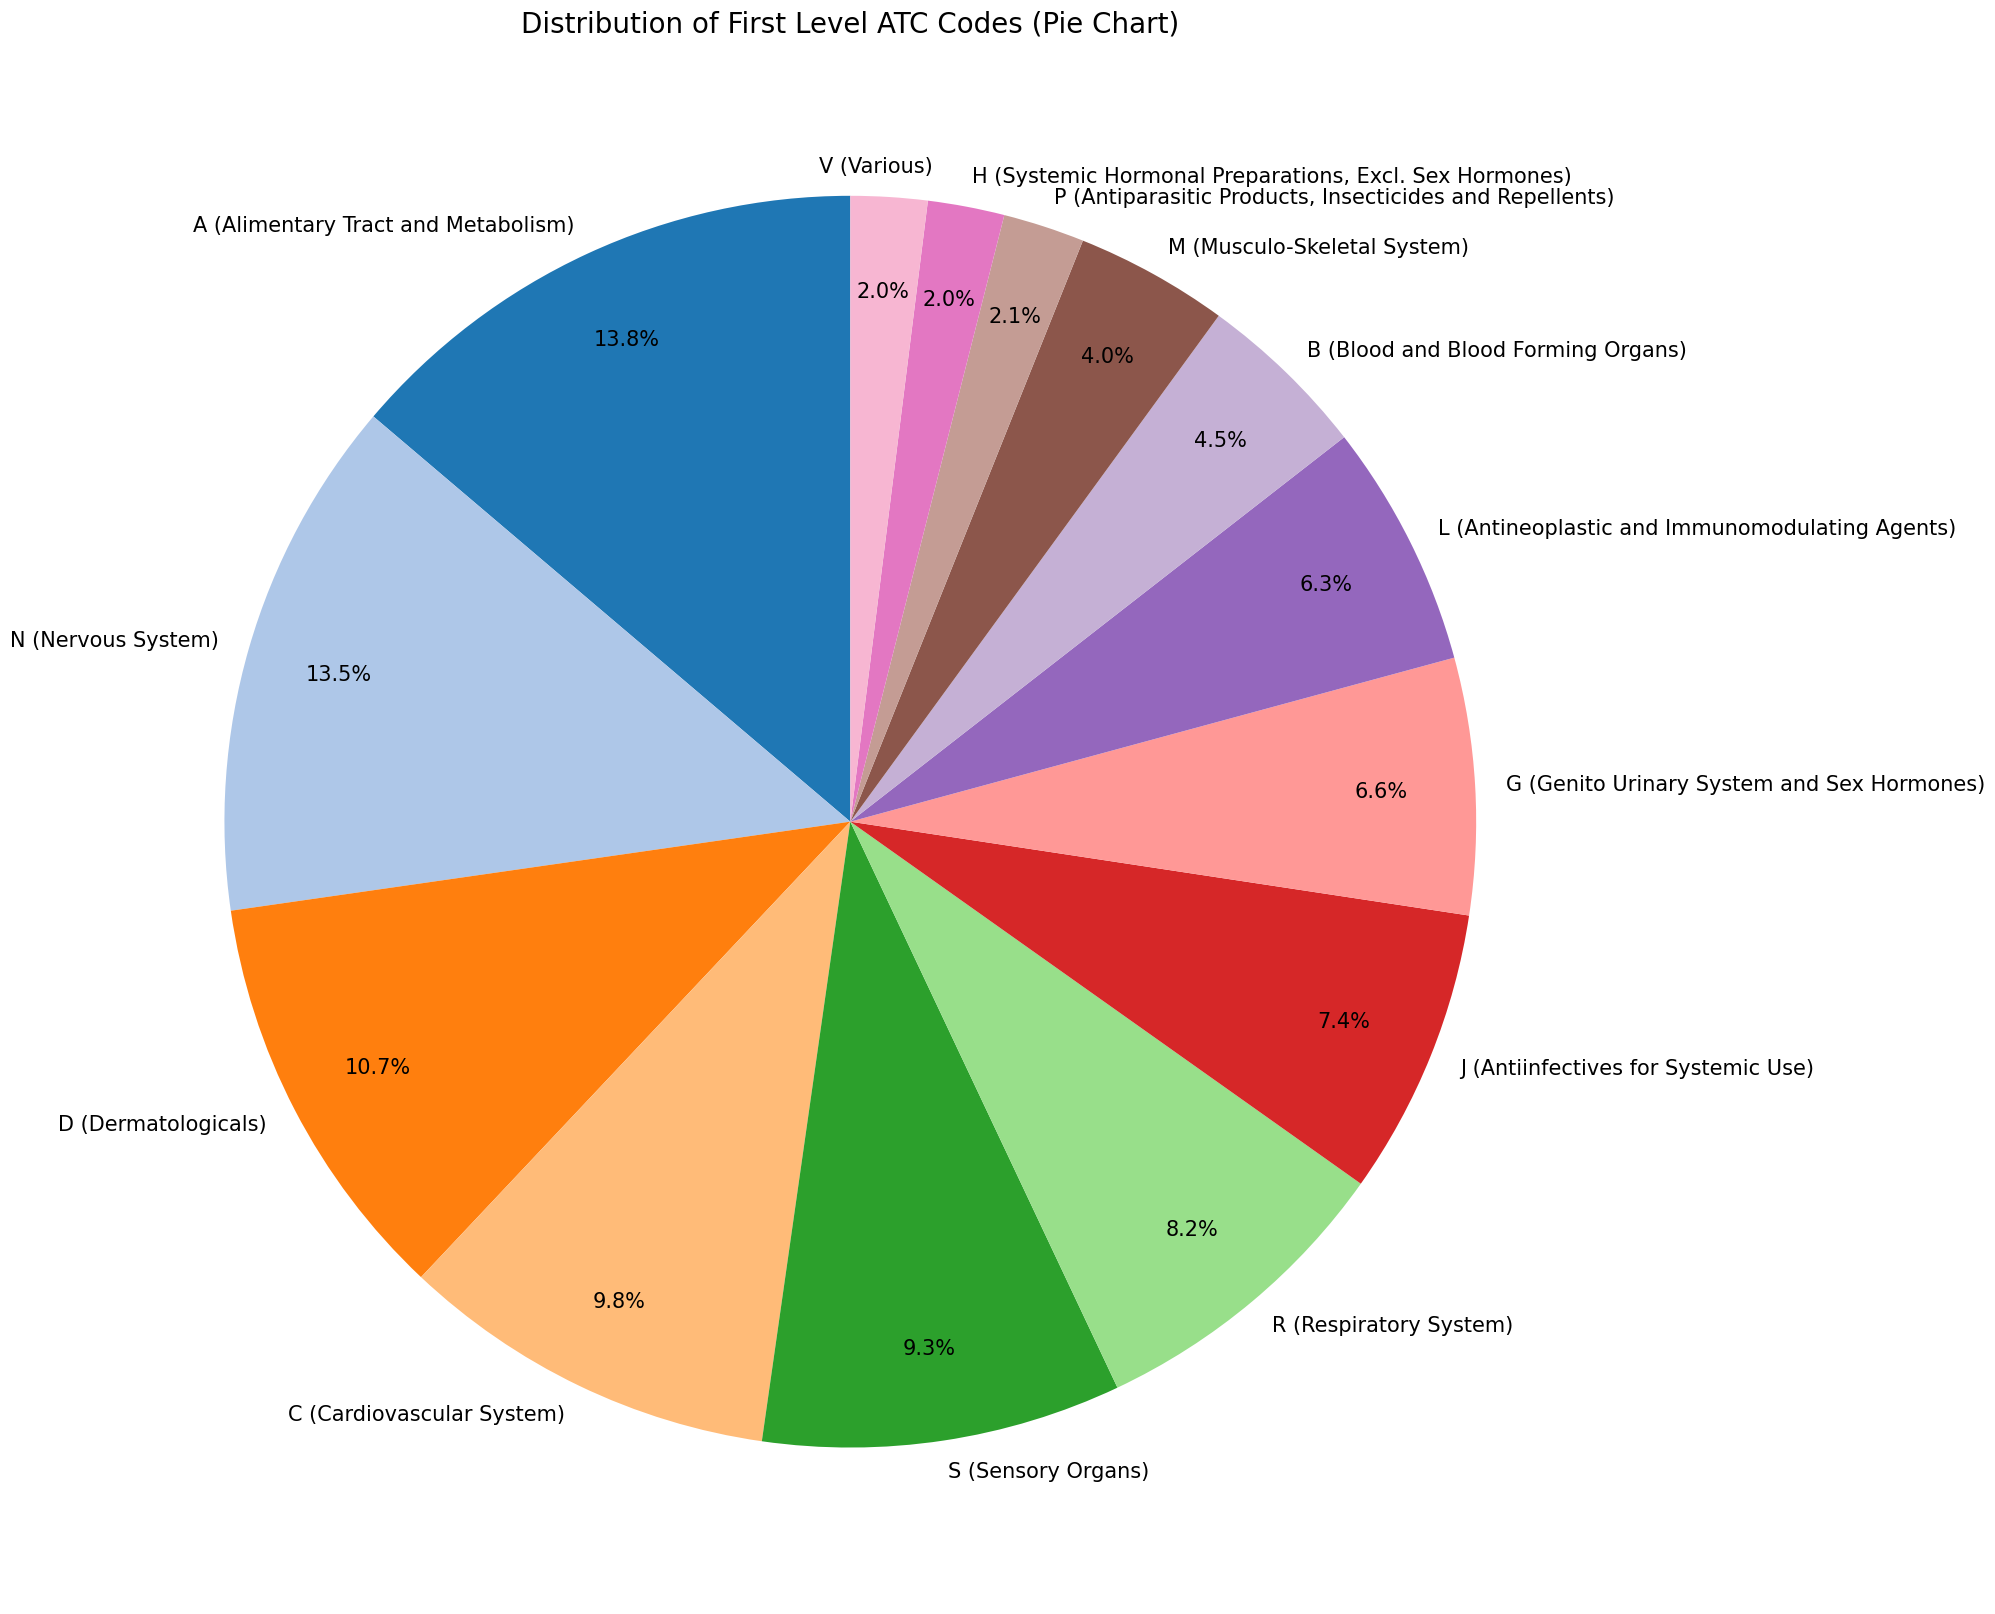 Distribution of First Level ATC Codes (Pie Chart)
V (Various)
H (Systemic Hormonal Preparations, Excl. Sex Hormones)
P (Antiparasitic Products, Insecticides and Repellents)
A (Alimentary Tract and Metabolism)
M (Musculo-Skeletal System)
2.0%
2.0%
2.1%
13.8%
4.0%
B (Blood and Blood Forming Organs)
4.5%
L (Antineoplastic and Immunomodulating Agents)
6.3%
N (Nervous System)
13.5%
G (Genito Urinary System and Sex Hormones)
6.6%
7.4%
J (Antiinfectives for Systemic Use)
10.7%
D (Dermatologicals)
8.2%
9.8%
R (Respiratory System)
9.3%
C (Cardiovascular System)
S (Sensory Organs)